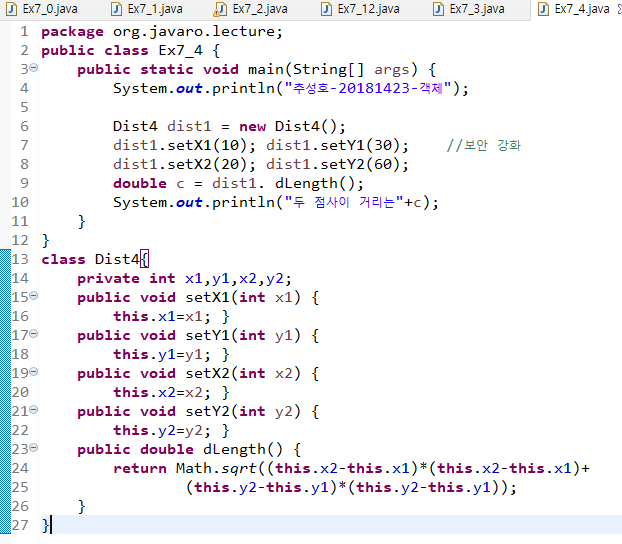 Ex7_0.java Ex7_1.java Ex7_2.java Ex7_12.java Ex7_3.java Ex7_4.java
1 package org.javaro.lecture;
2 public class Ex7_4 {
3 public static void main(String[] args) {
4 System.out.println("추성호-20181423-객체");
5
6 Dist4 dist1 = new Dist4();
7 dist1.setX1(10); dist1.setY1(30); //보안 강화
8 dist1.setX2(20); dist1.setY2(60);
9 double c = dist1. dLength();
10 System.out.println("두 점사이 거리는"+c);
11 }
12 }
13 class Dist4{
14 private int x1,y1,x2,y2;
15 public void setX1(int x1) {
16 this.x1=x1; }
17 public void setY1(int y1) {
18 this.y1=y1; }
19 public void setX2(int x2) {
20 this.x2=x2; }
21 public void setY2(int y2) {
22 this.y2=y2; }
23 public double dLength() {
24 return Math.sqrt((this.x2-this.x1)*(this.x2-this.x1)+
25 (this.y2-this.y1)*(this.y2-this.y1));
26 }
27 }